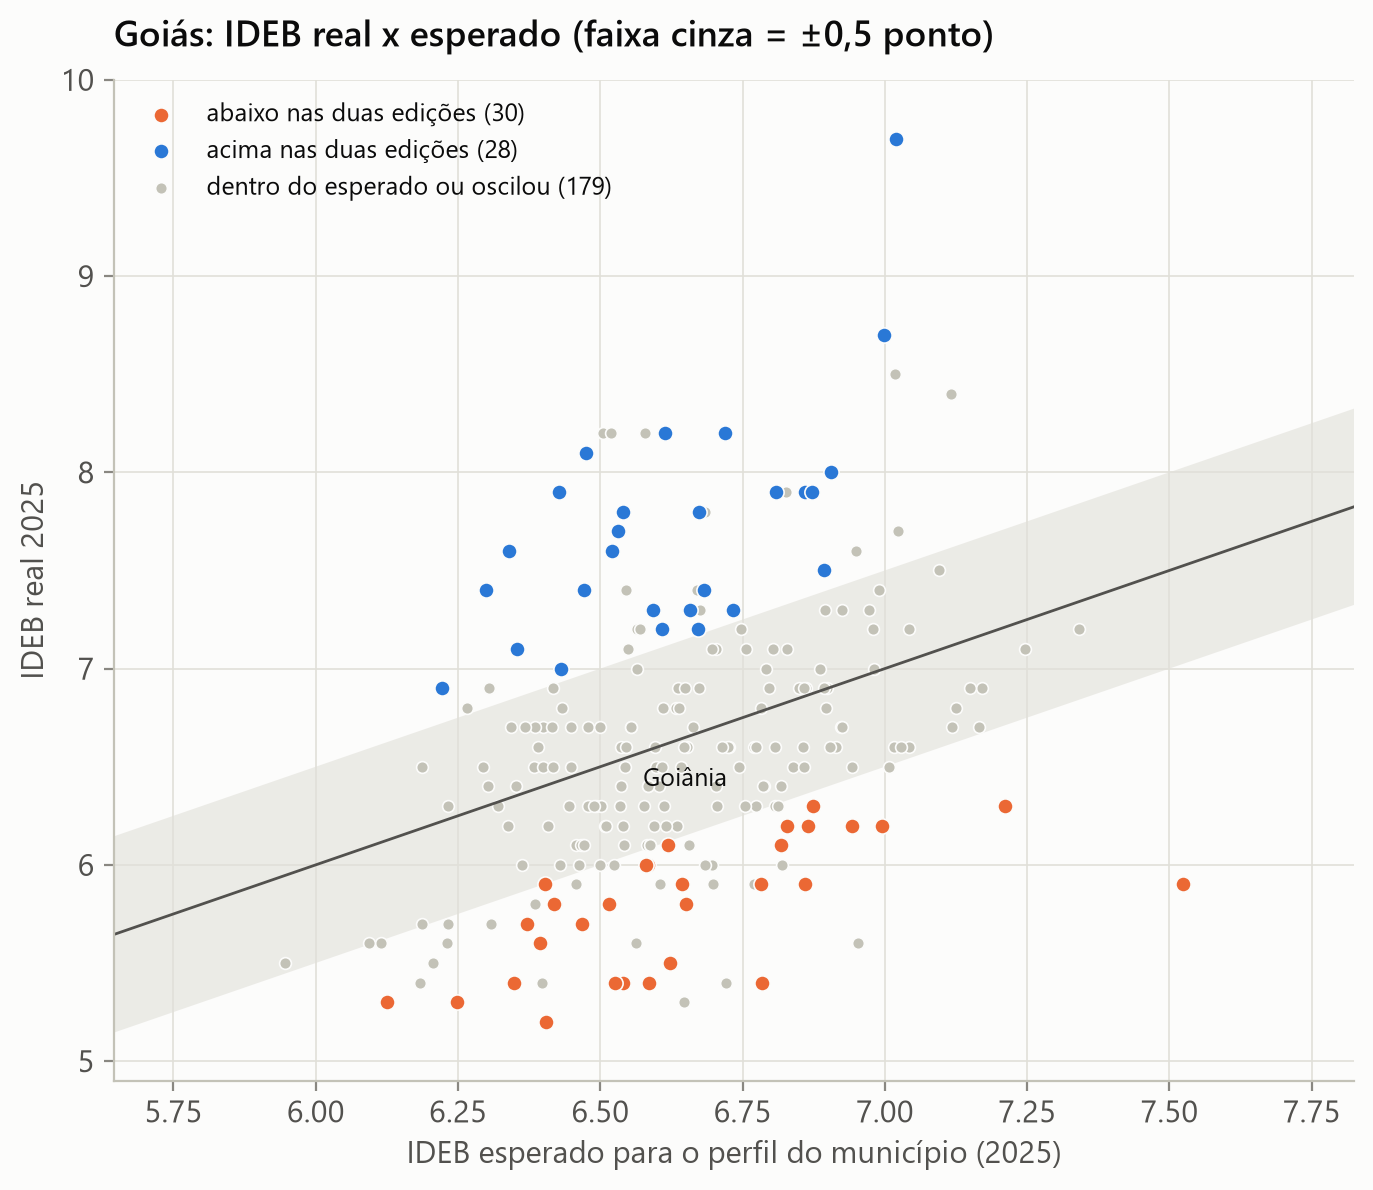 Goiás: IDEB real x esperado (faixa cinza = ±0,5 ponto)
10
abaixo nas duas edições (30)
acima nas duas edições (28)
dentro do esperado ou oscilou (179)
9
8
7
6
5
IDEB real 2025
Goiânia
5.75 6.00 6.25 6.50 6.75 7.00 7.25 7.50 7.75
IDEB esperado para o perfil do município (2025)